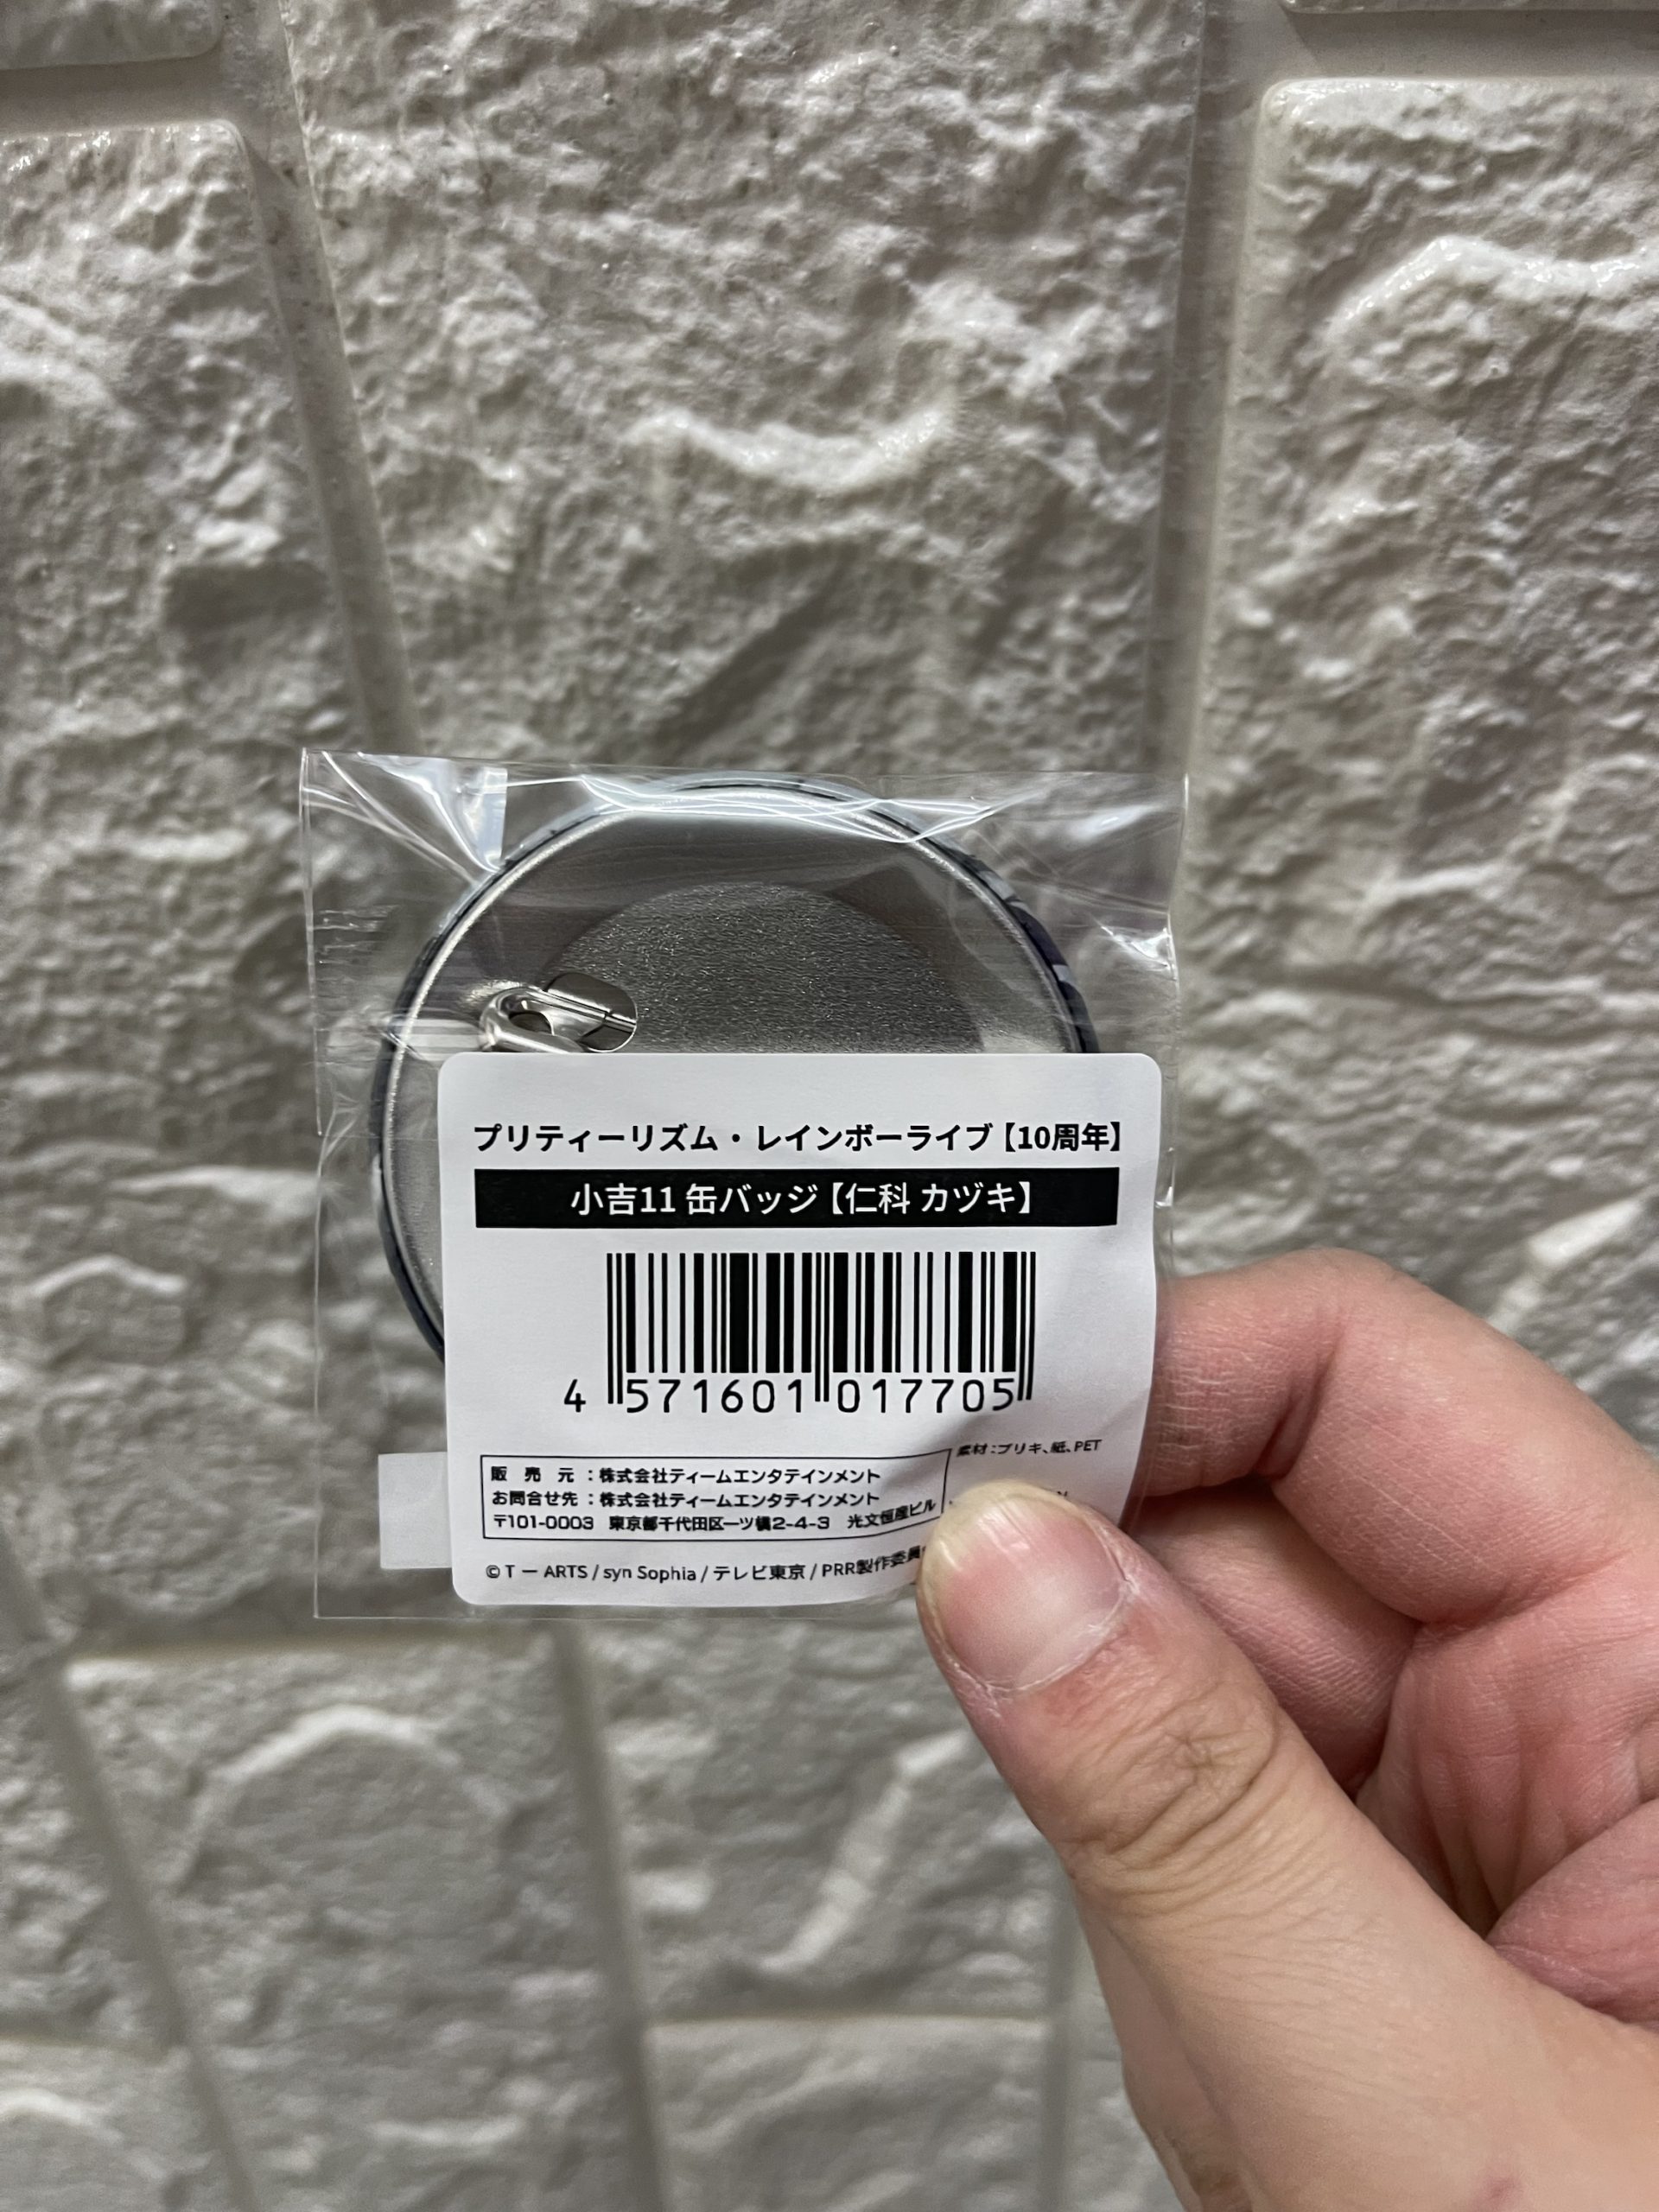 プリティーリズム・レインボーライブ【10周年】
小吉11 缶バッジ【仁科 カヅキ】
4 571601 017705
素材：ブリキ、紙、PET
販売元：株式会社ティームエンタテインメント
お問合せ先：株式会社ティームエンタテインメント
〒101-0003 東京都千代田区一ツ橋2-4-3 光文恒産ビル
©T－ARTS / syn Sophia / テレビ東京 / PRR製作委員